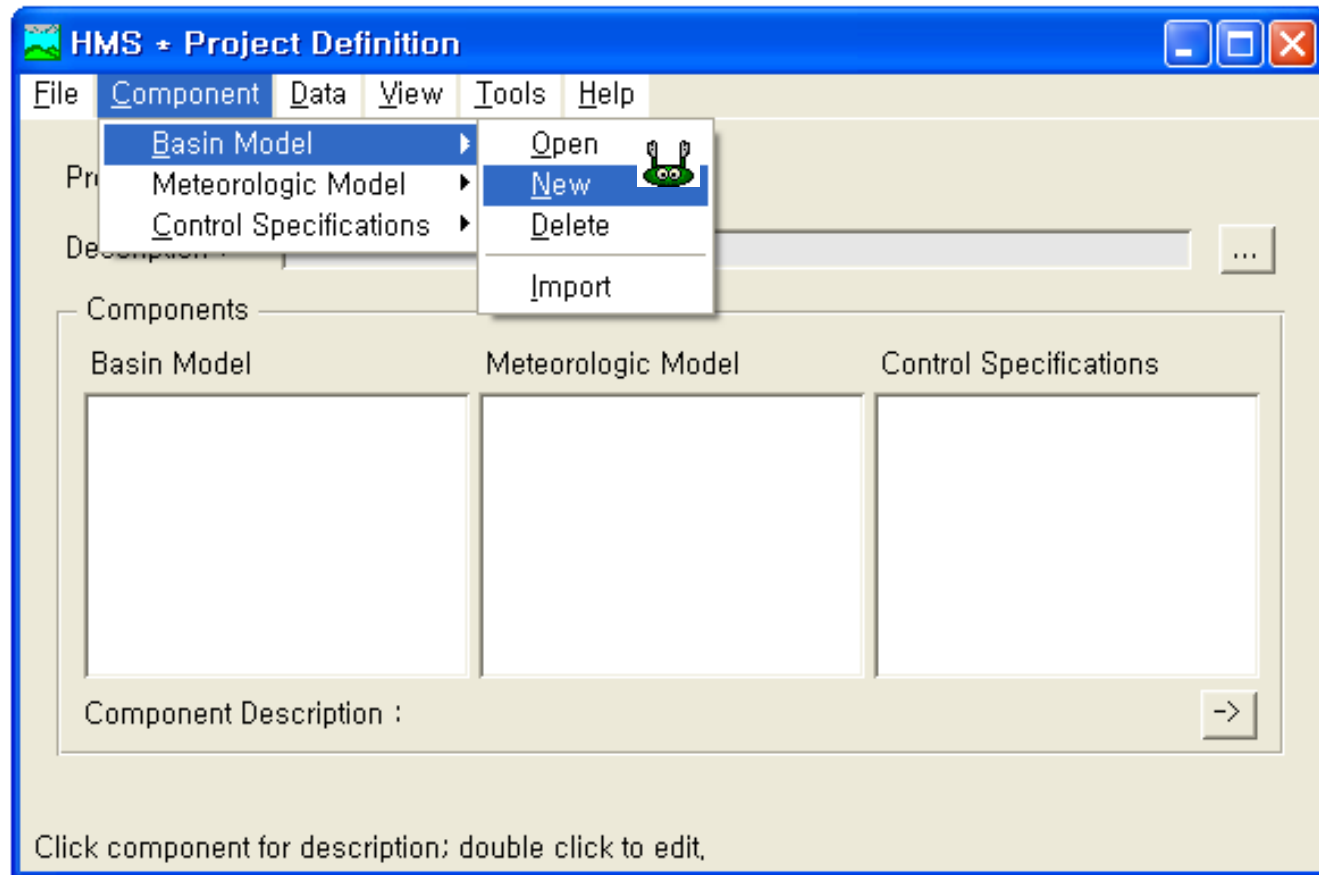 HMS * Project Definition
File Component Data View Tools Help
Basin Model
Meteorologic Model
Control Specifications
Open
New
Delete
Import
...
Components
Basin Model Meteorologic Model Control Specifications
Component Description :
->
Click component for description; double click to edit,